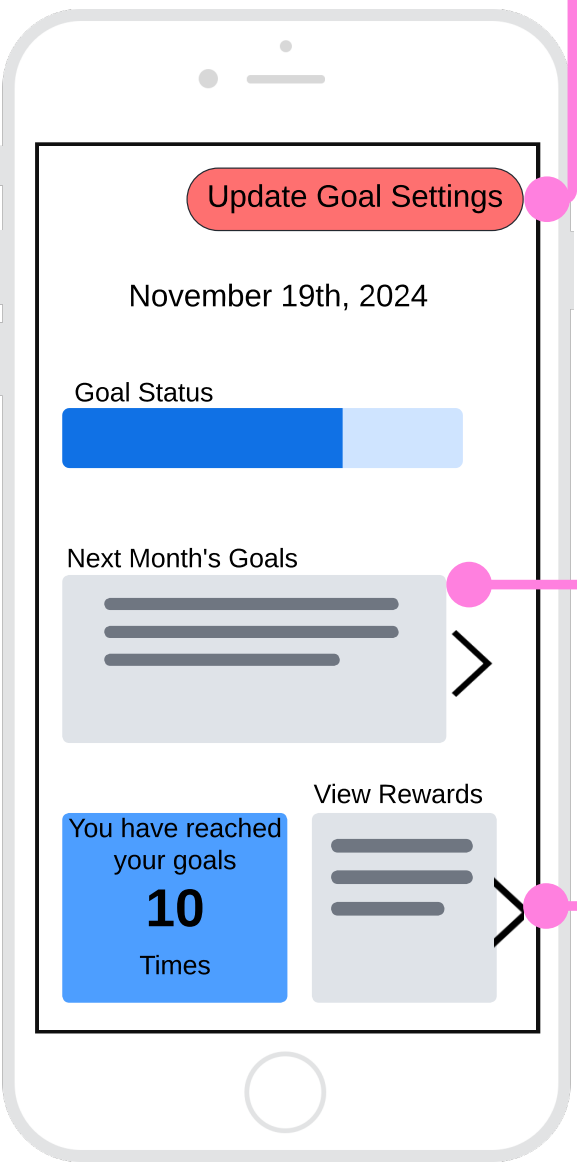 Update Goal Settings
November 19th, 2024
Goal Status
Next Month's Goals
View Rewards
You have reached
your goals
10
Times